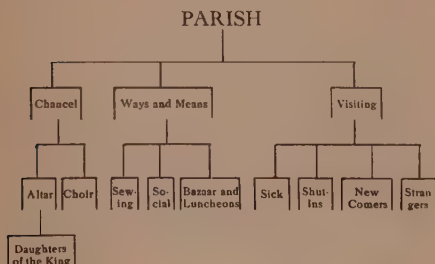 PARISH
Chancel
Ways and Means
Visiting
Altar
Choir
Sew-
ing
So-
cial
Bazaar and
Luncheons
Sick
Shut-
Ins
New
Comers
Stran
gers
Daughters
of the King